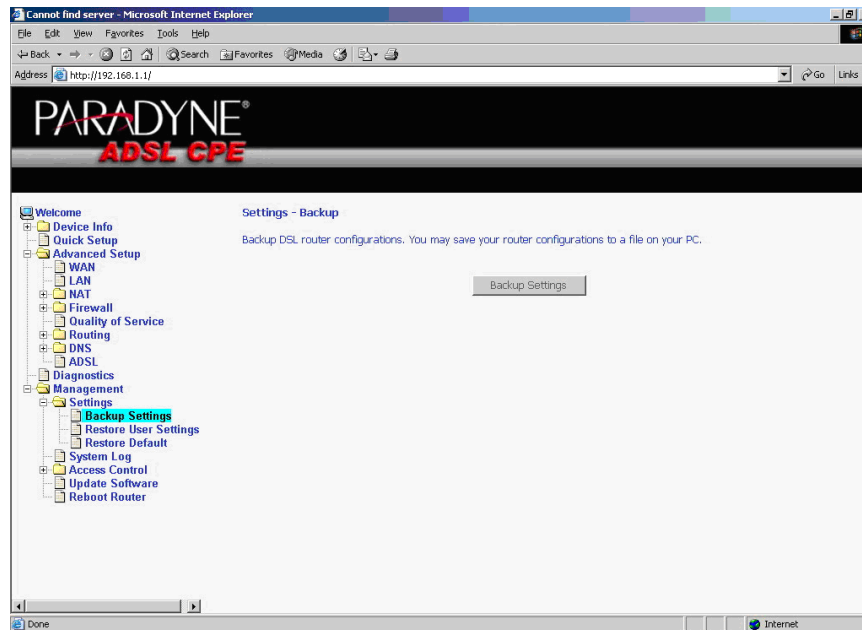 Cannot find server - Microsoft Internet Explorer
File Edit View Favorites Tools Help
Back Search Favorites Media
Address http://192.168.1.1/ Go Links
PARADYNE®
ADSL CPE
Welcome
Device Info
Quick Setup
Advanced Setup
WAN
LAN
NAT
Firewall
Quality of Service
Routing
DNS
ADSL
Diagnostics
Management
Settings
Backup Settings
Restore User Settings
Restore Default
System Log
Access Control
Update Software
Reboot Router
Settings - Backup
Backup DSL router configurations. You may save your router configurations to a file on your PC.
Backup Settings
Done Internet